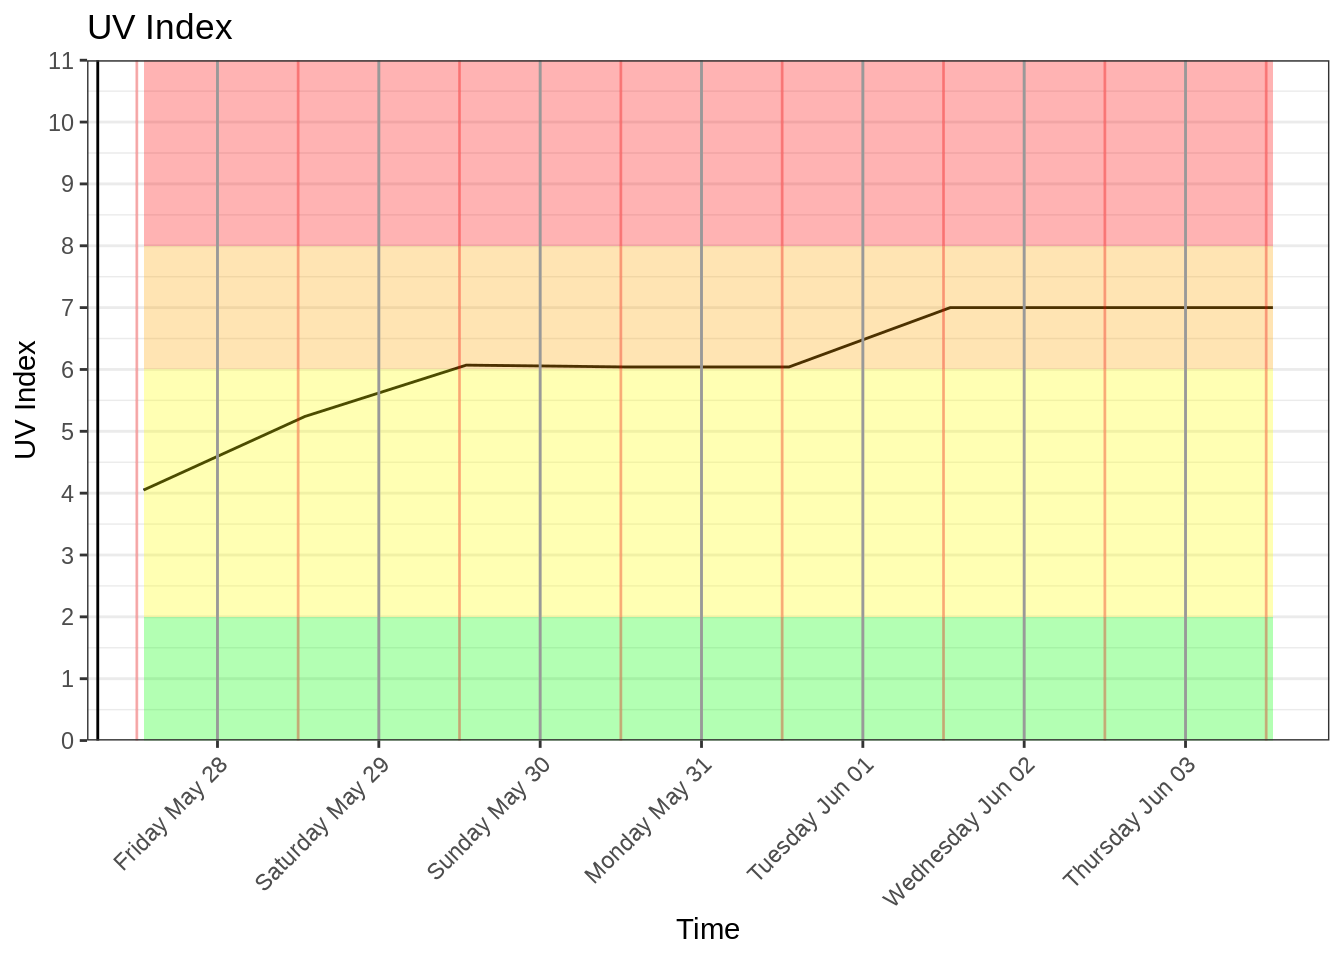 UV Index
11
10
9
8
7
6
5
4
3
2
1
0
UV Index
Friday May 28
Saturday May 29
Sunday May 30
Monday May 31
Tuesday Jun 01
Wednesday Jun 02
Thursday Jun 03
Time